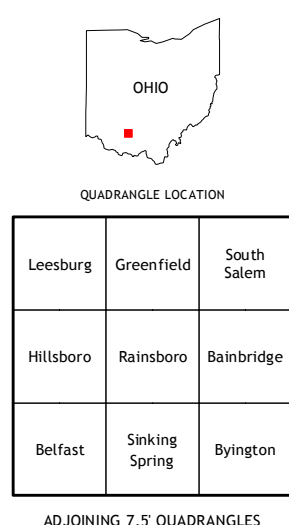 OHIO
QUADRANGLE LOCATION
Leesburg Greenfield South
Salem
Hillsboro Rainsboro Bainbridge
Belfast Sinking
Spring Byington
ADJOINING 7.5' QUADRANGLES